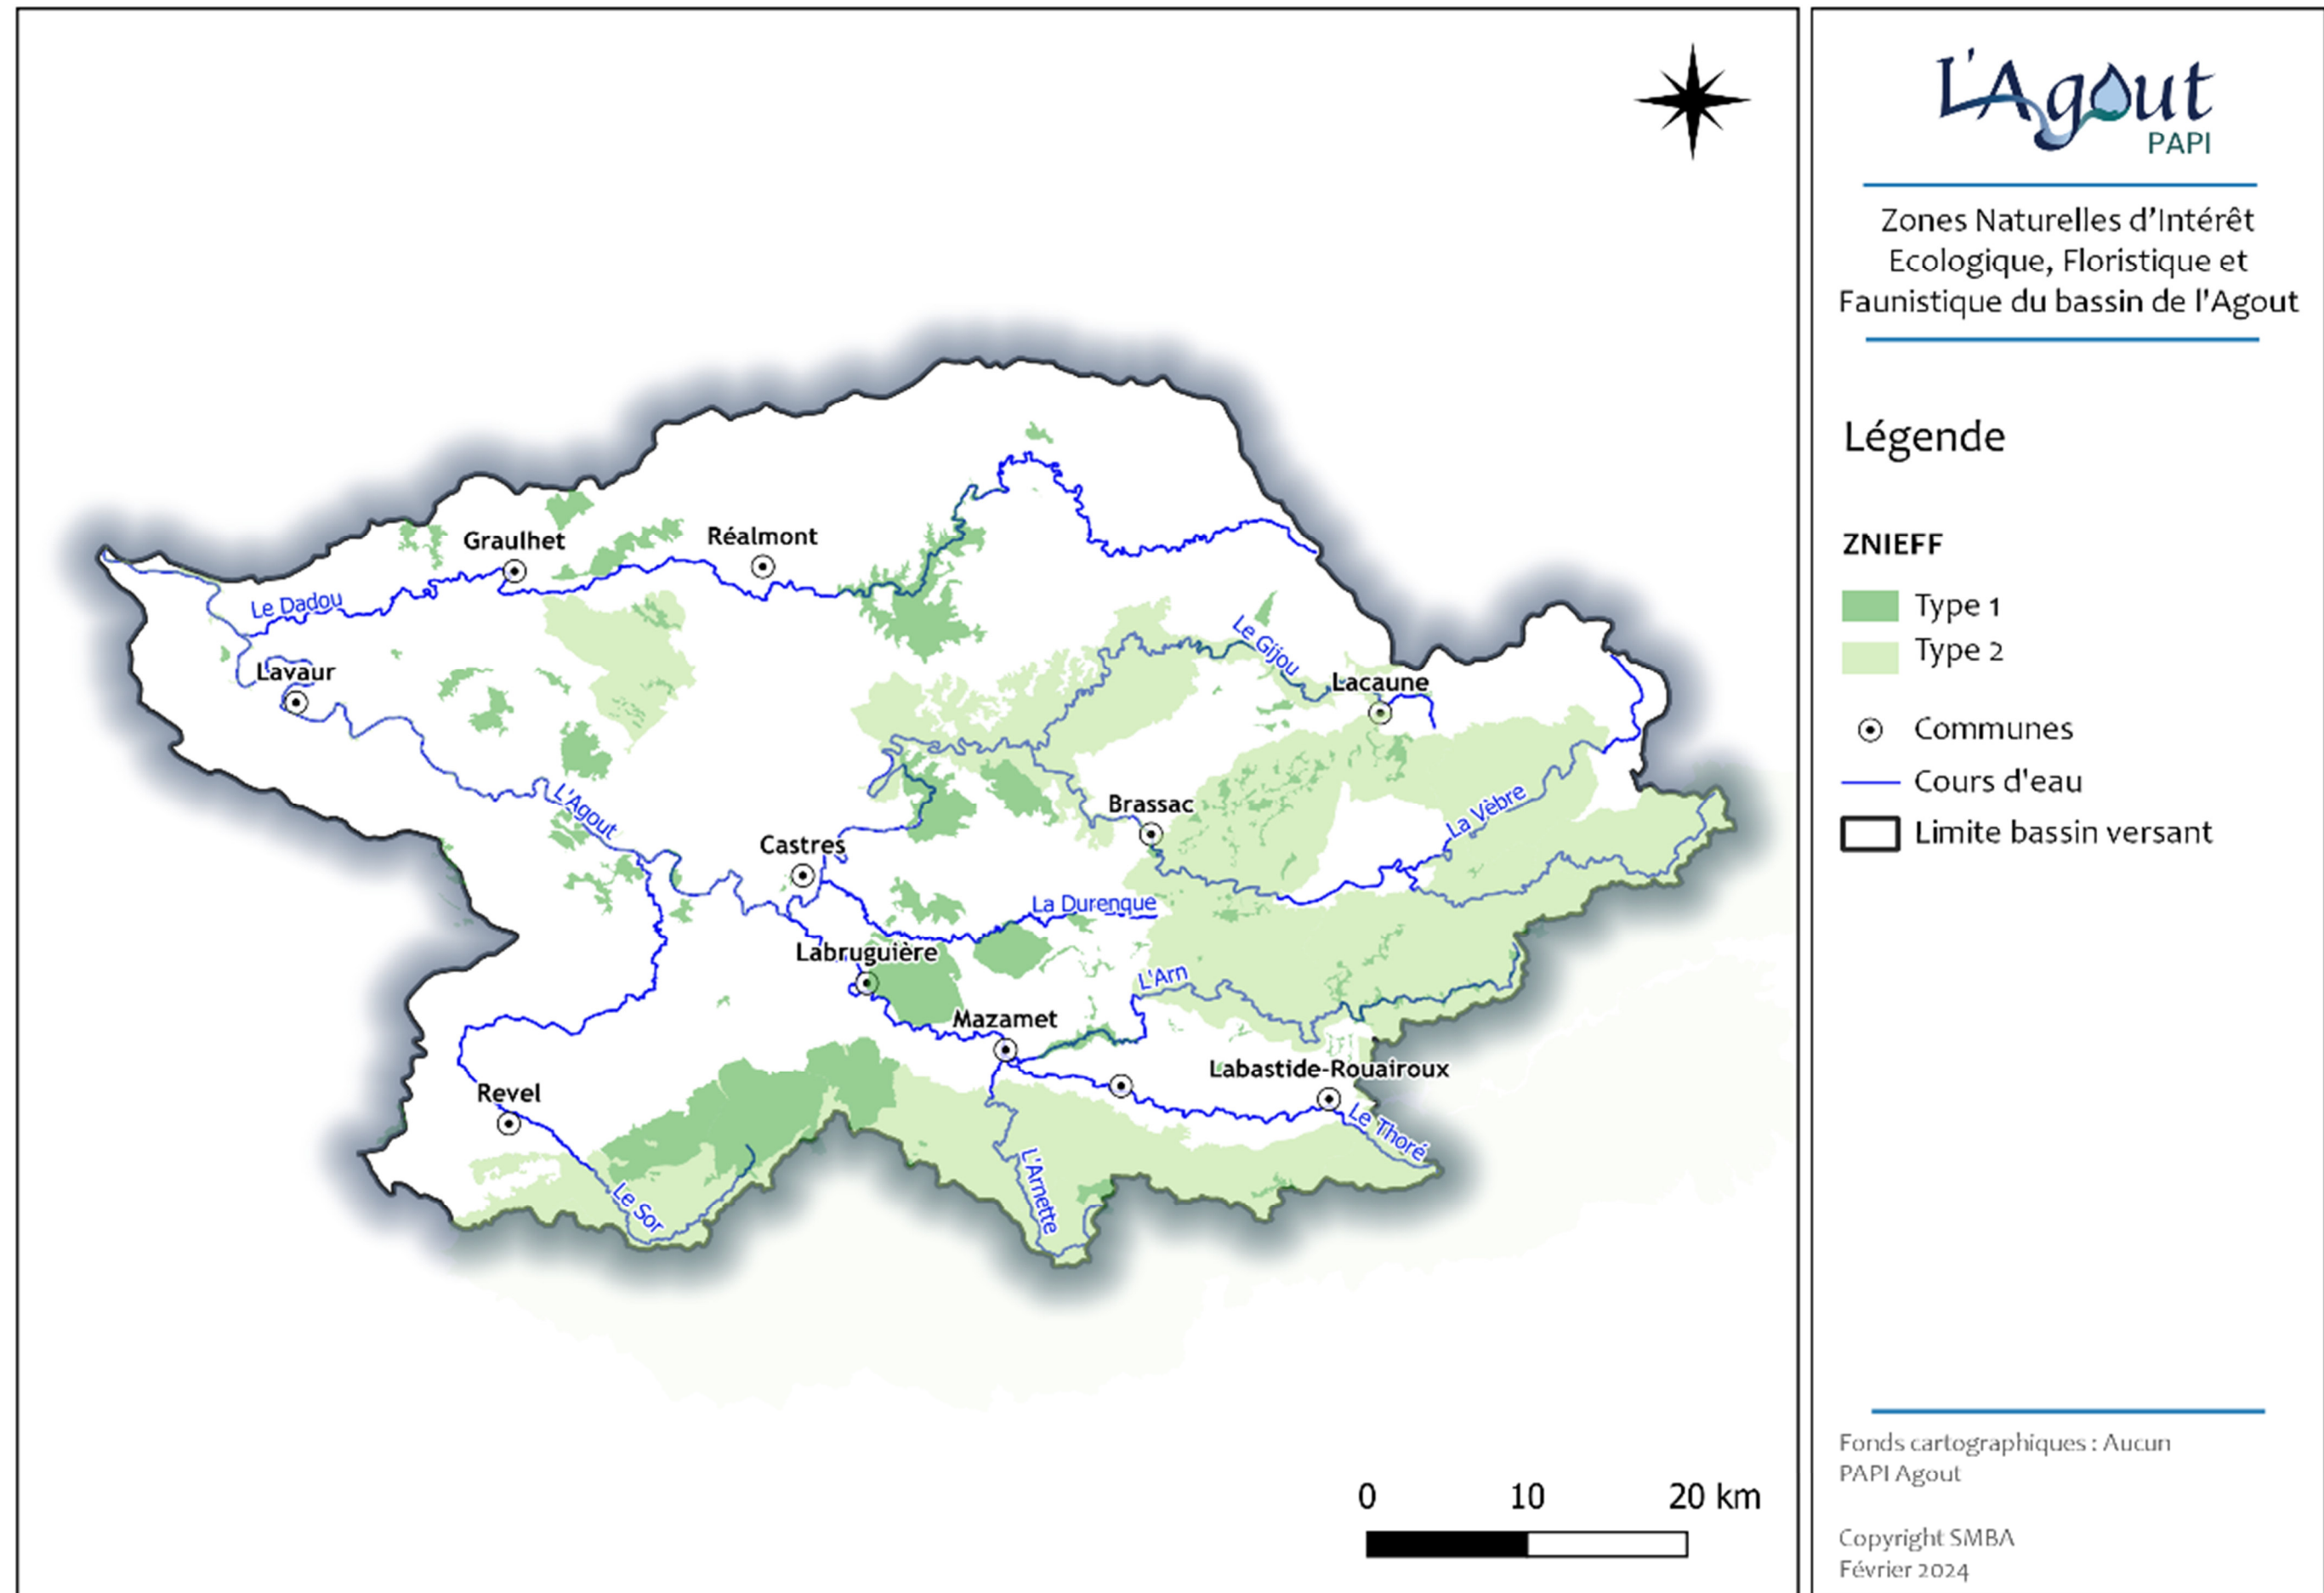 L'Agout
PAPI
Zones Naturelles d'Intérêt
Ecologique, Floristique et
Faunistique du bassin de l'Agout
Légende
ZNIEFF
Type 1
Type 2
Communes
Cours d'eau
Limite bassin versant
Fonds cartographiques : Aucun
PAPI Agout
Copyright SMBA
Février 2024
Graulhet
Réalmont
Le Dadou
Le Gijou
Lavaur
Lacaune
L'Agout
Brassac
La Vèbre
Castres
La Durenque
Labruguière
L'Arn
Mazamet
Labastide-Rouairoux
Revel
Le Thoré
L'Arnette
Le Sor
0 10 20 km